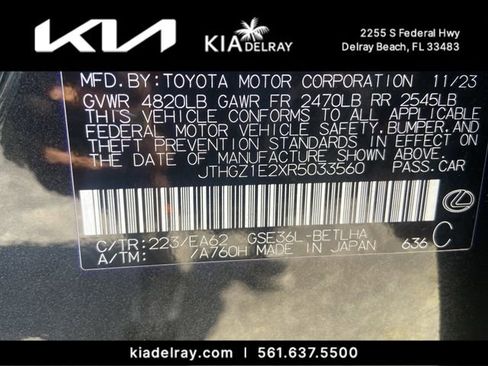 KIA
KIA DELRAY
2255 S Federal Hwy
Delray Beach, FL 33483
MFD. BY: TOYOTA MOTOR CORPORATION 11/23
GVWR 4820LB GAWR FR 2470LB RR 2545LB
THIS VEHICLE CONFORMS TO ALL APPLICABLE
FEDERAL MOTOR VEHICLE SAFETY, BUMPER, AND
THEFT PREVENTION STANDARDS IN EFFECT ON
THE DATE OF MANUFACTURE SHOWN ABOVE.
JTHGZ1E2XR5033560 PASS. CAR
C/TR: 223/EA62 GSE36L-BETLHA
A/TM: /A760H MADE IN JAPAN 636 C
kiadelray.com | 561.637.5500